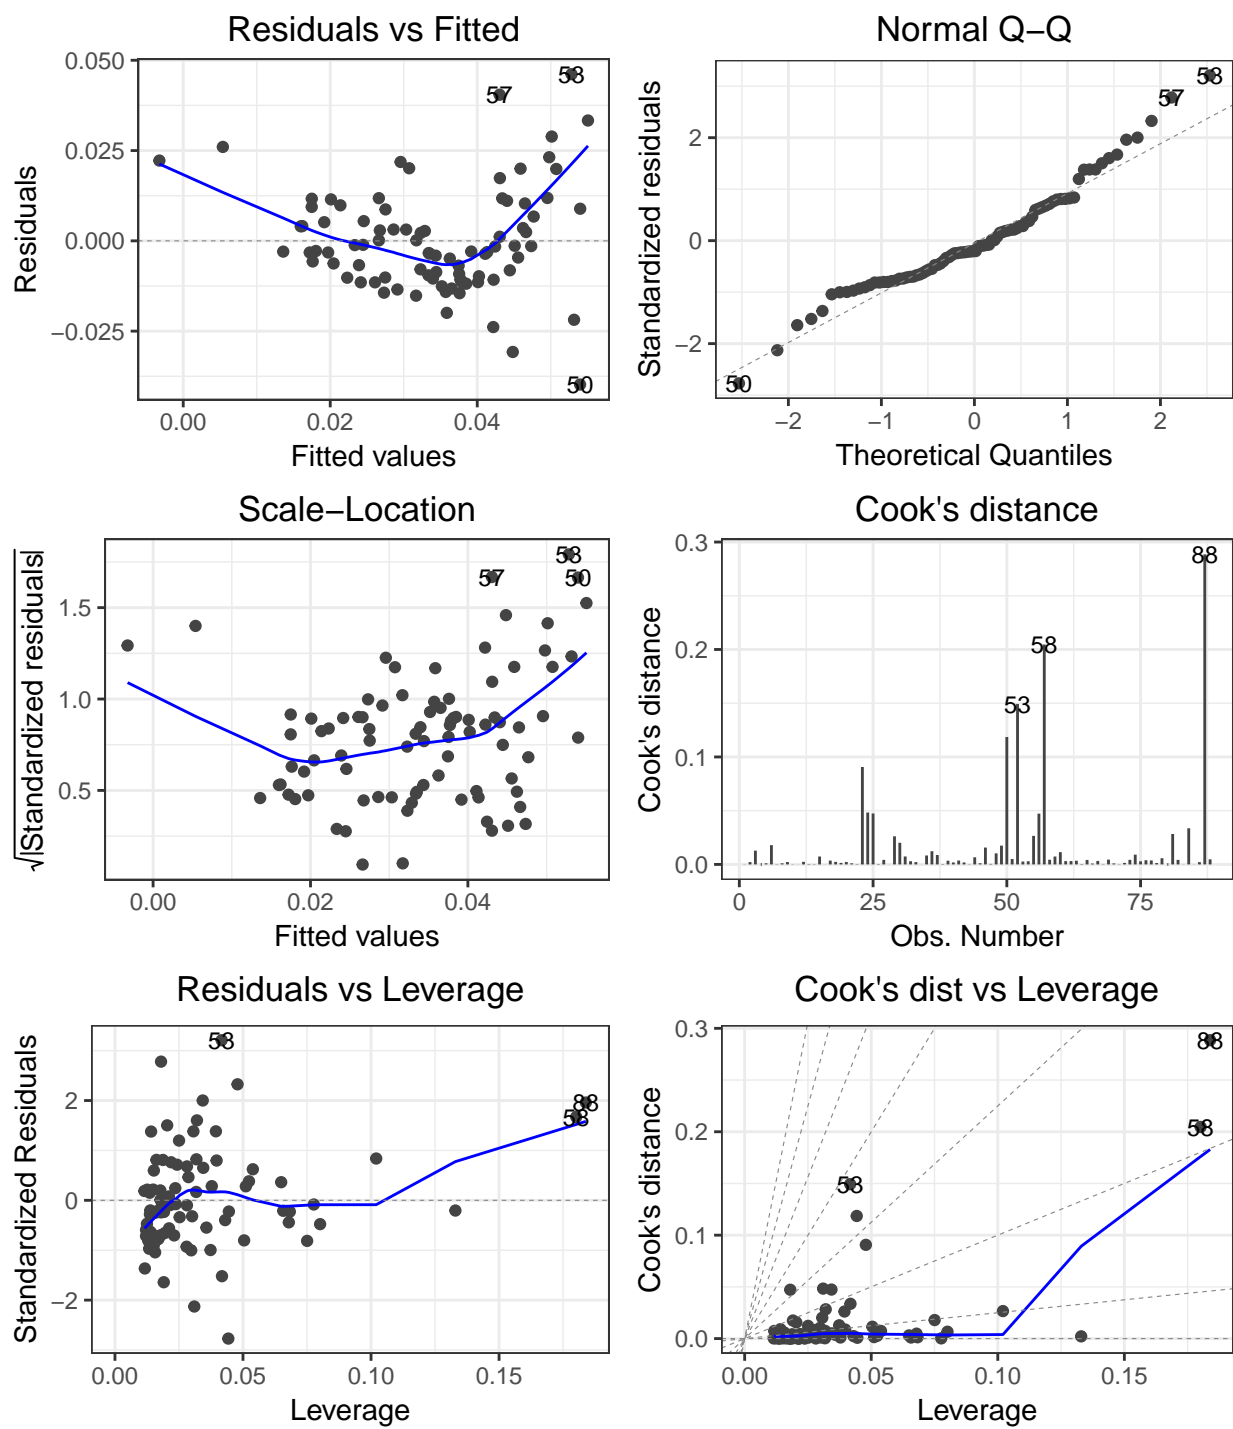 Residuals vs Fitted
Residuals
0.050
0.025
0.000
−0.025
53
57
50
0.00 0.02 0.04
Fitted values
Normal Q−Q
Standardized residuals
2
0
−2
53
57
50
−2 −1 0 1 2
Theoretical Quantiles
Scale−Location
√|Standardized residuals|
1.5
1.0
0.5
53
57
50
0.00 0.02 0.04
Fitted values
Cook's distance
Cook's distance
0.3
0.2
0.1
0.0
88
58
53
0 25 50 75
Obs. Number
Residuals vs Leverage
Standardized Residuals
2
0
−2
53
88
58
0.00 0.05 0.10 0.15
Leverage
Cook's dist vs Leverage
Cook's distance
0.3
0.2
0.1
0.0
88
58
53
0.00 0.05 0.10 0.15
Leverage